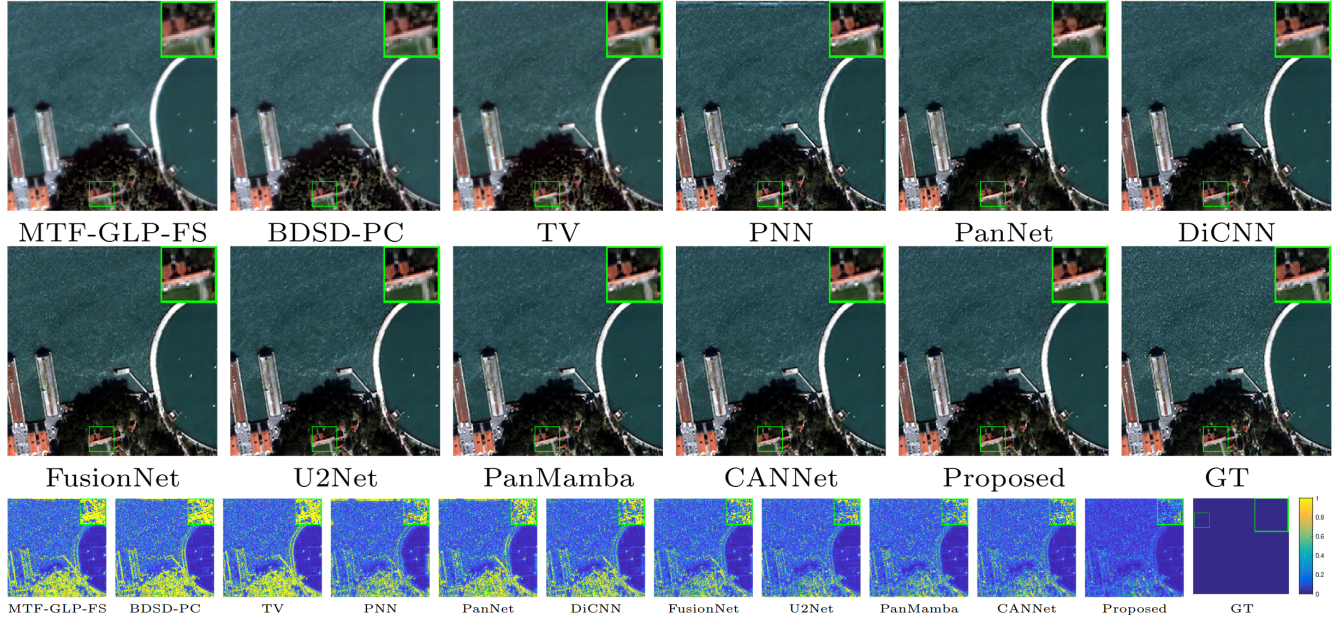 MTF-GLP-FS BDSD-PC TV PNN PanNet DiCNN
FusionNet U2Net PanMamba CANNet Proposed GT
1
0.8
0.6
0.4
0.2
0
MTF-GLP-FS BDSD-PC TV PNN PanNet DiCNN FusionNet U2Net PanMamba CANNet Proposed GT